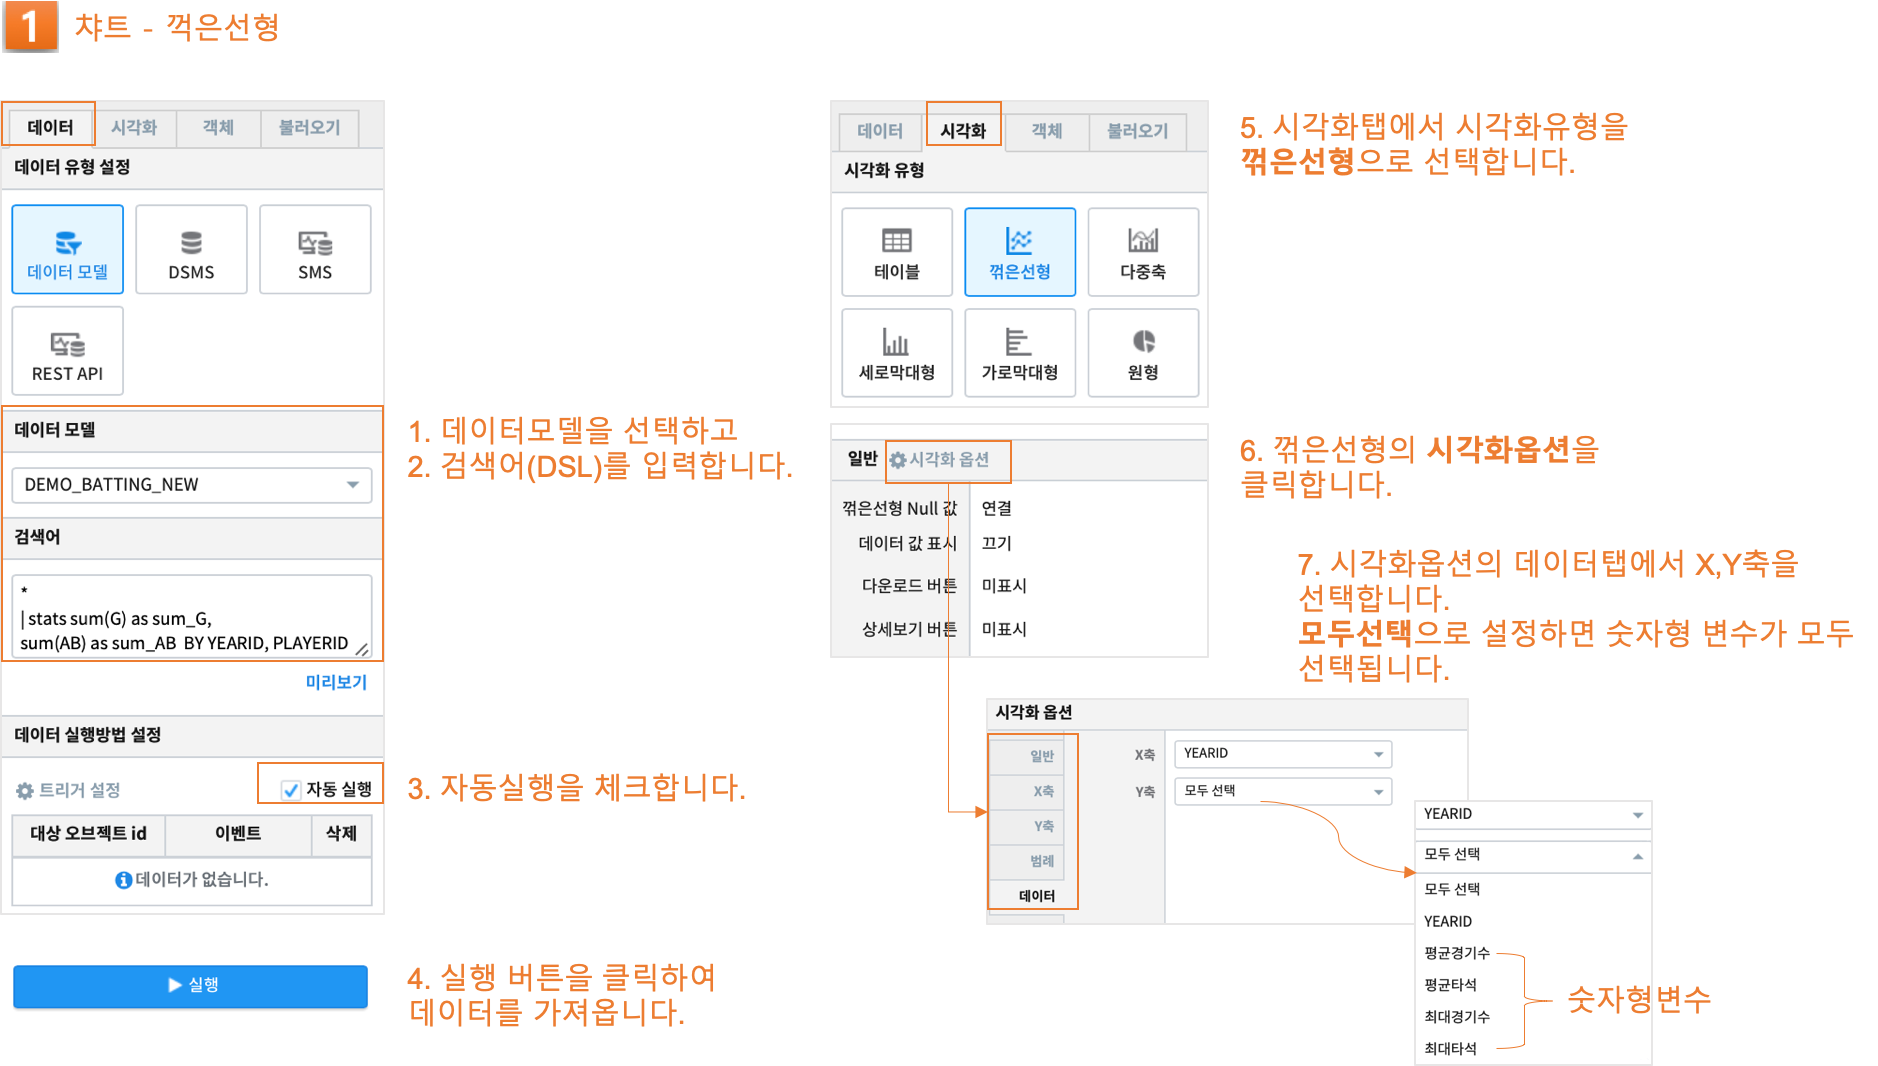 1 챠트 - 꺾은선형
데이터 시각화 객체 불러오기
데이터 유형 설정
데이터 모델 DSMS SMS
REST API
데이터 모델
DEMO_BATTING_NEW
검색어
*
| stats sum(G) as sum_G,
sum(AB) as sum_AB BY YEARID, PLAYERID
미리보기
데이터 실행방법 설정
트리거 설정 자동 실행
대상 오브젝트 id 이벤트 삭제
데이터가 없습니다.
실행
1. 데이터모델을 선택하고
2. 검색어(DSL)를 입력합니다.
3. 자동실행을 체크합니다.
4. 실행 버튼을 클릭하여
데이터를 가져옵니다.
데이터 시각화 객체 불러오기
시각화 유형
테이블 꺾은선형 다중축
세로막대형 가로막대형 원형
5. 시각화탭에서 시각화유형을
꺾은선형으로 선택합니다.
일반 시각화 옵션
꺾은선형 Null 값 연결
데이터 값 표시 끄기
다운로드 버튼 미표시
상세보기 버튼 미표시
6. 꺾은선형의 시각화옵션을
클릭합니다.
7. 시각화옵션의 데이터탭에서 X,Y축을
선택합니다.
모두선택으로 설정하면 숫자형 변수가 모두
선택됩니다.
시각화 옵션
일반
X축
Y축
범례
데이터
X축 YEARID
Y축 모두 선택
YEARID
모두 선택
모두 선택
YEARID
평균경기수
평균타석
최대경기수
최대타석
숫자형변수